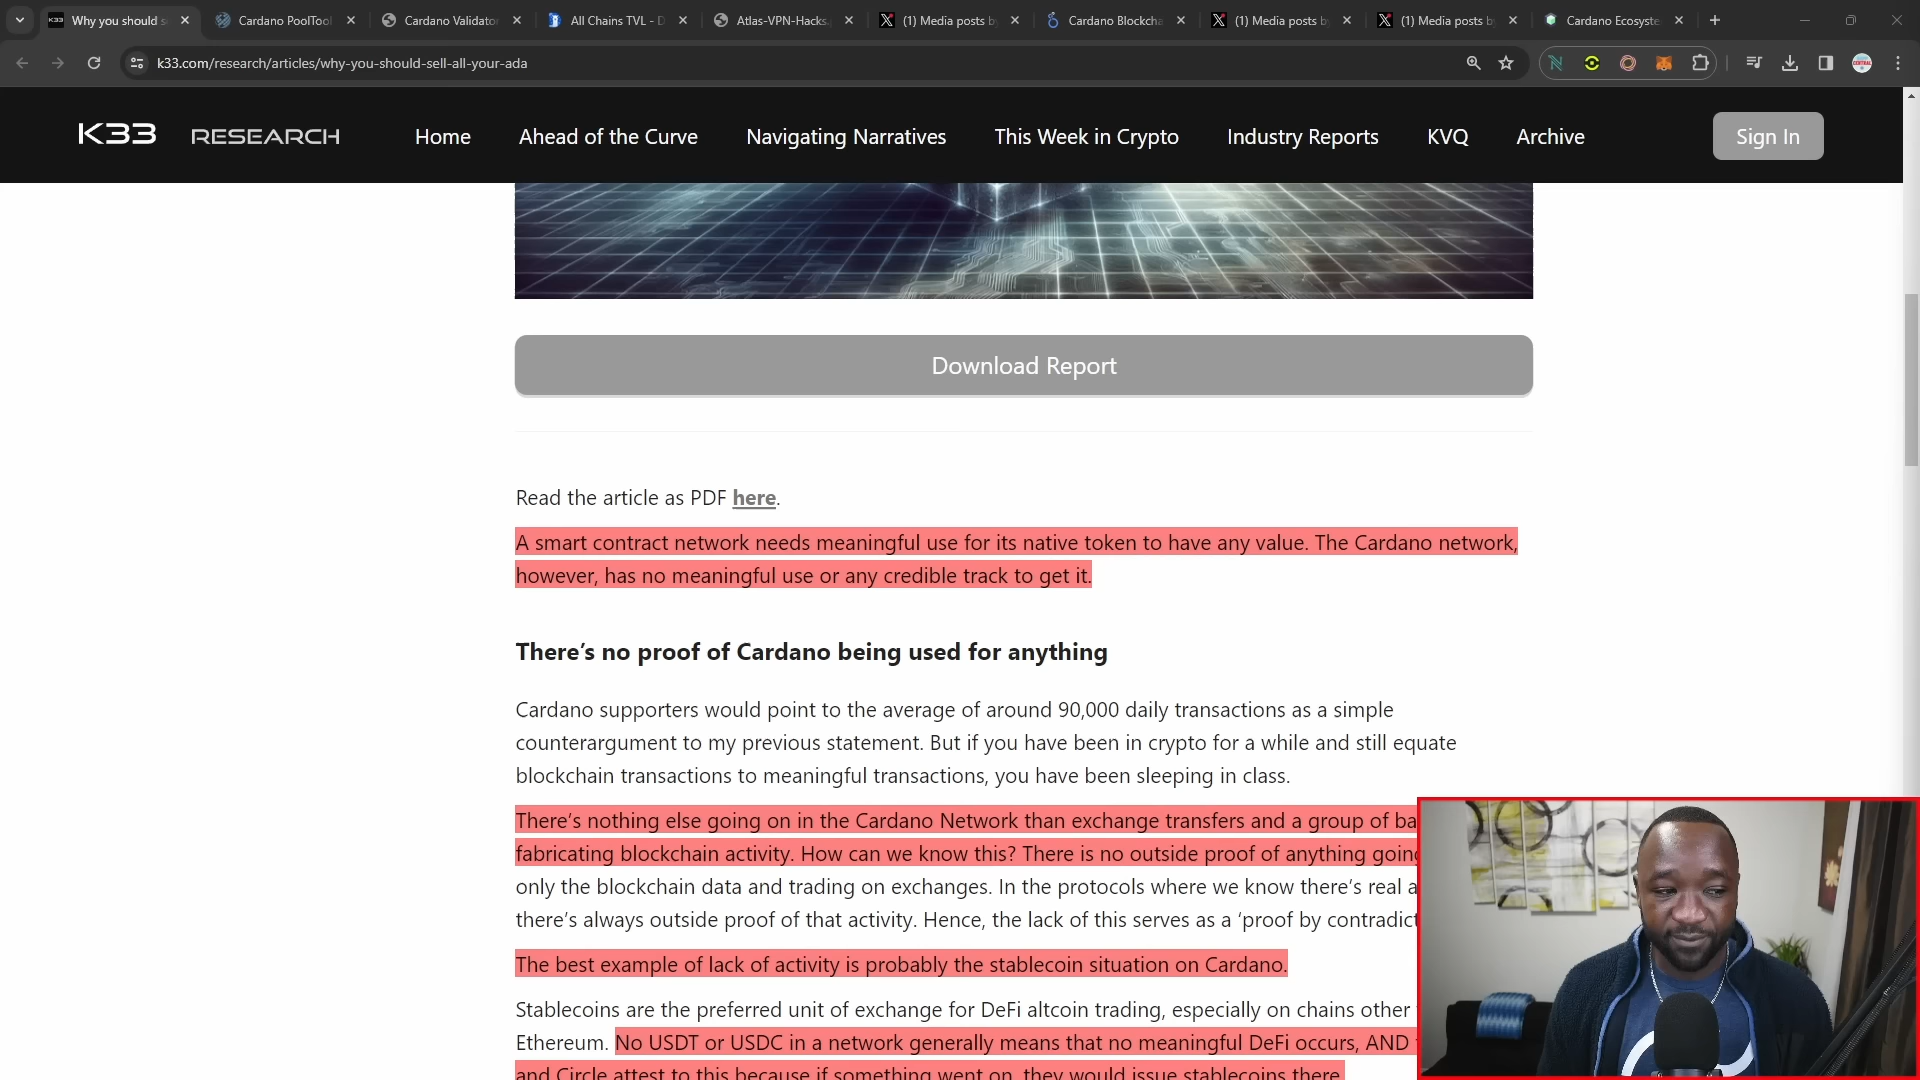 Why you should s
Cardano PoolTool
Cardano Validato
All Chains TVL - D
Atlas-VPN-Hacks.
(1) Media posts b
Cardano Blockcha
(1) Media posts b
(1) Media posts b
Cardano Ecosyste
k33.com/research/articles/why-you-should-sell-all-your-ada
K33 RESEARCH
Home
Ahead of the Curve
Navigating Narratives
This Week in Crypto
Industry Reports
KVQ
Archive
Sign In
Download Report
Read the article as PDF here.
A smart contract network needs meaningful use for its native token to have any value. The Cardano network,
however, has no meaningful use or any credible track to get it.
There’s no proof of Cardano being used for anything
Cardano supporters would point to the average of around 90,000 daily transactions as a simple
counterargument to my previous statement. But if you have been in crypto for a while and still equate
blockchain transactions to meaningful transactions, you have been sleeping in class.
There’s nothing else going on in the Cardano Network than exchange transfers and a group of ba
fabricating blockchain activity. How can we know this? There is no outside proof of anything going
only the blockchain data and trading on exchanges. In the protocols where we know there’s real a
there’s always outside proof of that activity. Hence, the lack of this serves as a ‘proof by contradict
The best example of lack of activity is probably the stablecoin situation on Cardano.
Stablecoins are the preferred unit of exchange for DeFi altcoin trading, especially on chains other
Ethereum. No USDT or USDC in a network generally means that no meaningful DeFi occurs, AND
and Circle attest to this because if something went on, they would issue stablecoins there.